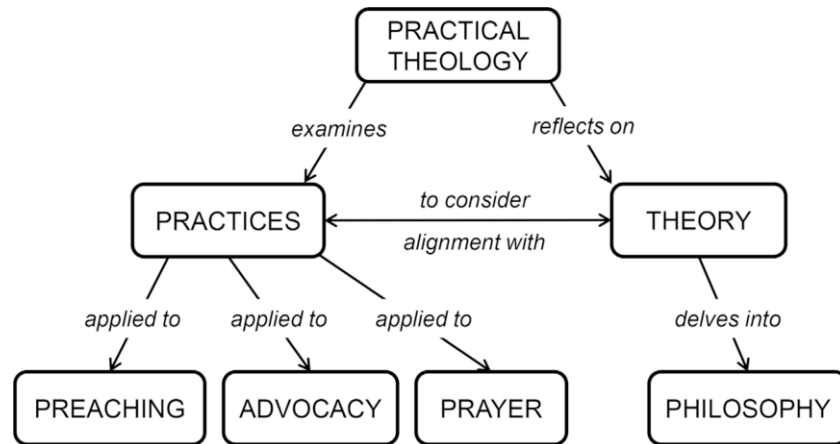 PRACTICAL
THEOLOGY
examines
reflects on
PRACTICES
to consider
alignment with
THEORY
applied to
applied to
applied to
delves into
PREACHING
ADVOCACY
PRAYER
PHILOSOPHY